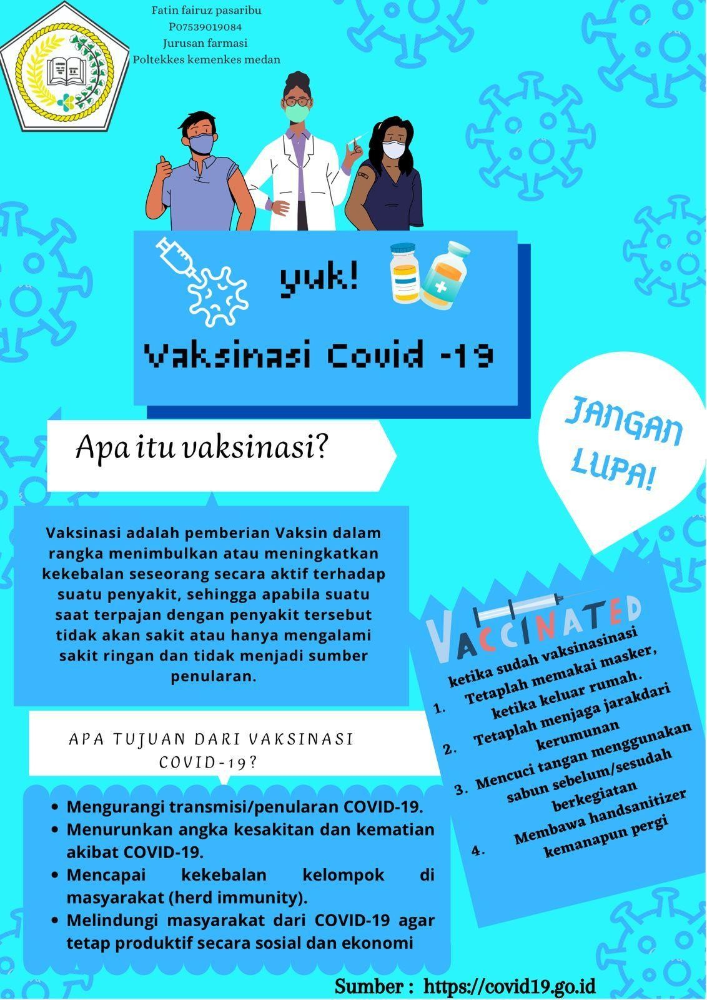 Fatin fairuz pasaribu
P07539019084
Jurusan farmasi
Poltekkes kemenkes medan
yuk!
Vaksinasi Covid -19
JANGAN
LUPA!
Apa itu vaksinasi?
Vaksinasi adalah pemberian Vaksin dalam
rangka menimbulkan atau meningkatkan
kekebalan seseorang secara aktif terhadap
suatu penyakit, sehingga apabila suatu
saat terpajan dengan penyakit tersebut
tidak akan sakit atau hanya mengalami
sakit ringan dan tidak menjadi sumber
penularan.
VACCINATED
ketika sudah vaksinasinasi
1. Tetaplah memakai masker,
ketika keluar rumah.
2. Tetaplah menjaga jarakdari
kerumunan
3. Mencuci tangan menggunakan
sabun sebelum/sesudah
berkegiatan
4. Membawa handsanitizer
kemanapun pergi
APA TUJUAN DARI VAKSINASI
COVID-19?
• Mengurangi transmisi/penularan COVID-19.
• Menurunkan angka kesakitan dan kematian
akibat COVID-19.
• Mencapai kekebalan kelompok di
masyarakat (herd immunity).
• Melindungi masyarakat dari COVID-19 agar
tetap produktif secara sosial dan ekonomi
Sumber : https://covid19.go.id